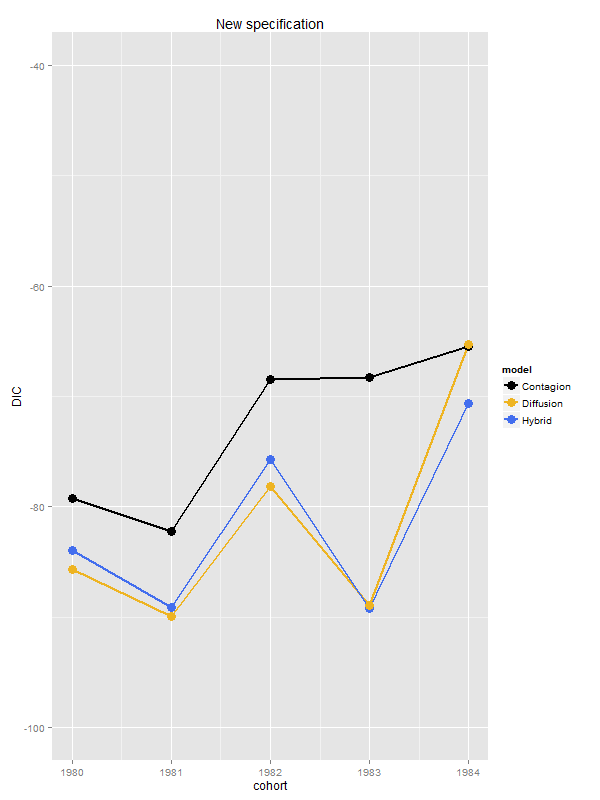 New specification
-40
-60
-80
-100
DIC
1980 1981 1982 1983 1984
cohort
model
Contagion
Diffusion
Hybrid